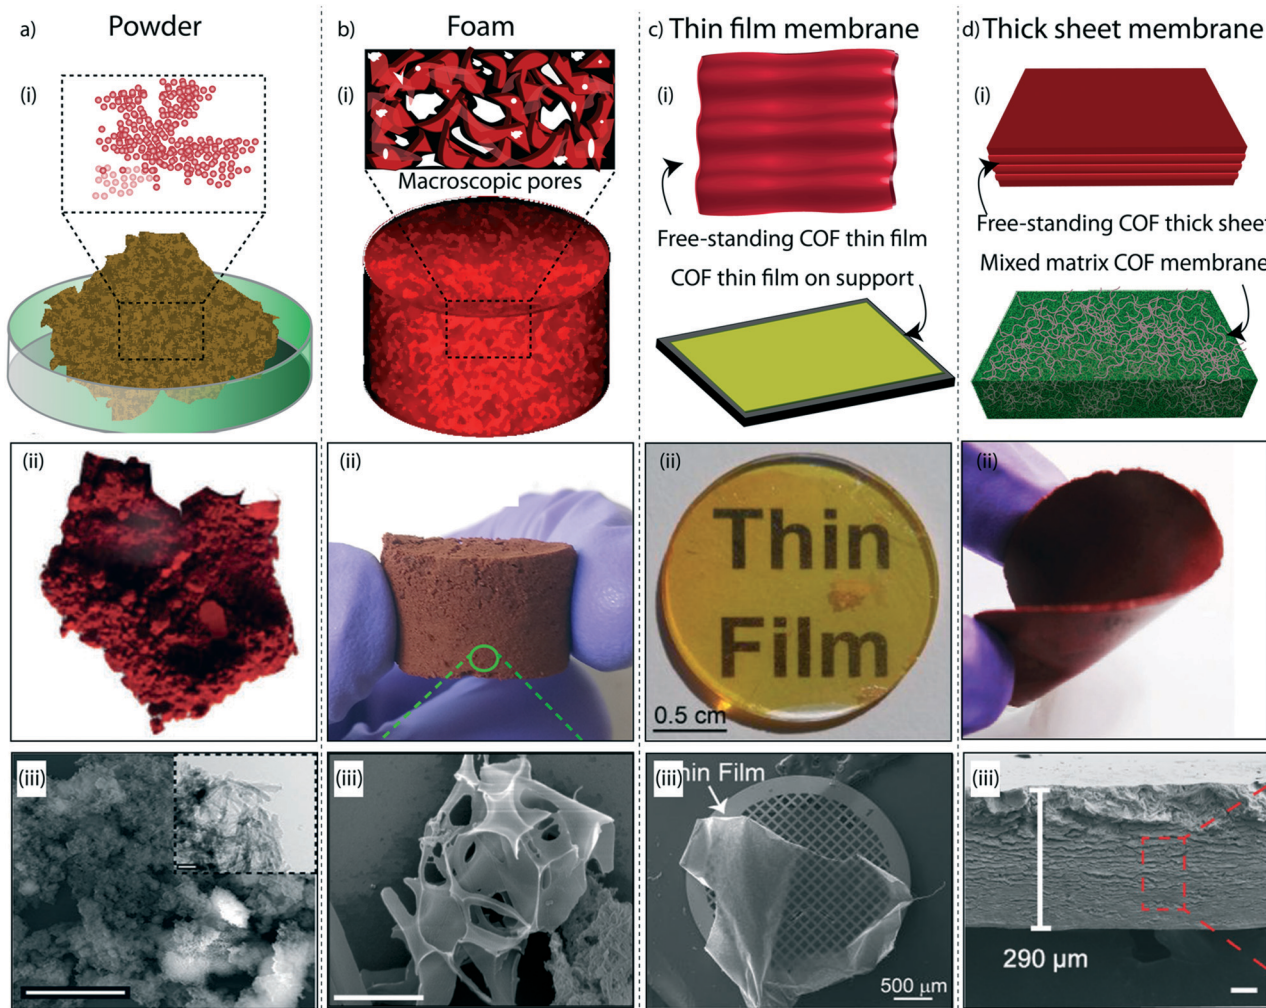 a) Powder
(i)
(ii)
(iii)
b) Foam
(i)
Macroscopic pores
(ii)
(iii)
c) Thin film membrane
(i)
Free-standing COF thin film
COF thin film on support
(ii)
Thin
Film
0.5 cm
(iii)
hin Film
500 µm
d) Thick sheet membrane
(i)
Free-standing COF thick sheet
Mixed matrix COF membrane
(ii)
(iii)
290 µm